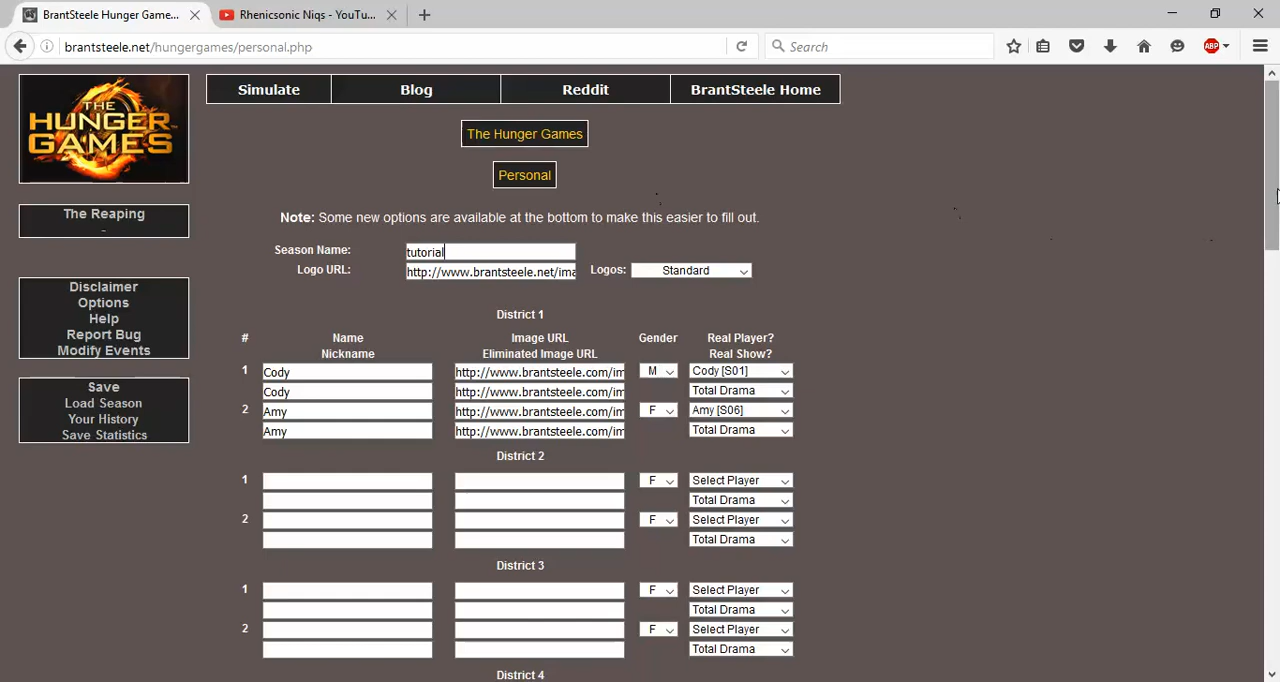 BrantSteele Hunger Game...
Rhenicsonic Niqs - YouTu...
brantsteele.net/hungergames/personal.php
Search
ABP
THE HUNGER GAMES
Simulate Blog Reddit BrantSteele Home
The Hunger Games
Personal
The Reaping
-
Note: Some new options are available at the bottom to make this easier to fill out.
Season Name: tutorial
Logo URL: http://www.brantsteele.net/ima Logos: Standard
Disclaimer
Options
Help
Report Bug
Modify Events
Save
Load Season
Your History
Save Statistics
District 1
# Name Image URL Gender Real Player?
Nickname Eliminated Image URL Real Show?
1 Cody http://www.brantsteele.com/im M Cody [S01]
Cody http://www.brantsteele.com/im Total Drama
2 Amy http://www.brantsteele.com/im F Amy [S06]
Amy http://www.brantsteele.com/im Total Drama
District 2
1 F Select Player
Total Drama
2 F Select Player
Total Drama
District 3
1 F Select Player
Total Drama
2 F Select Player
Total Drama
District 4